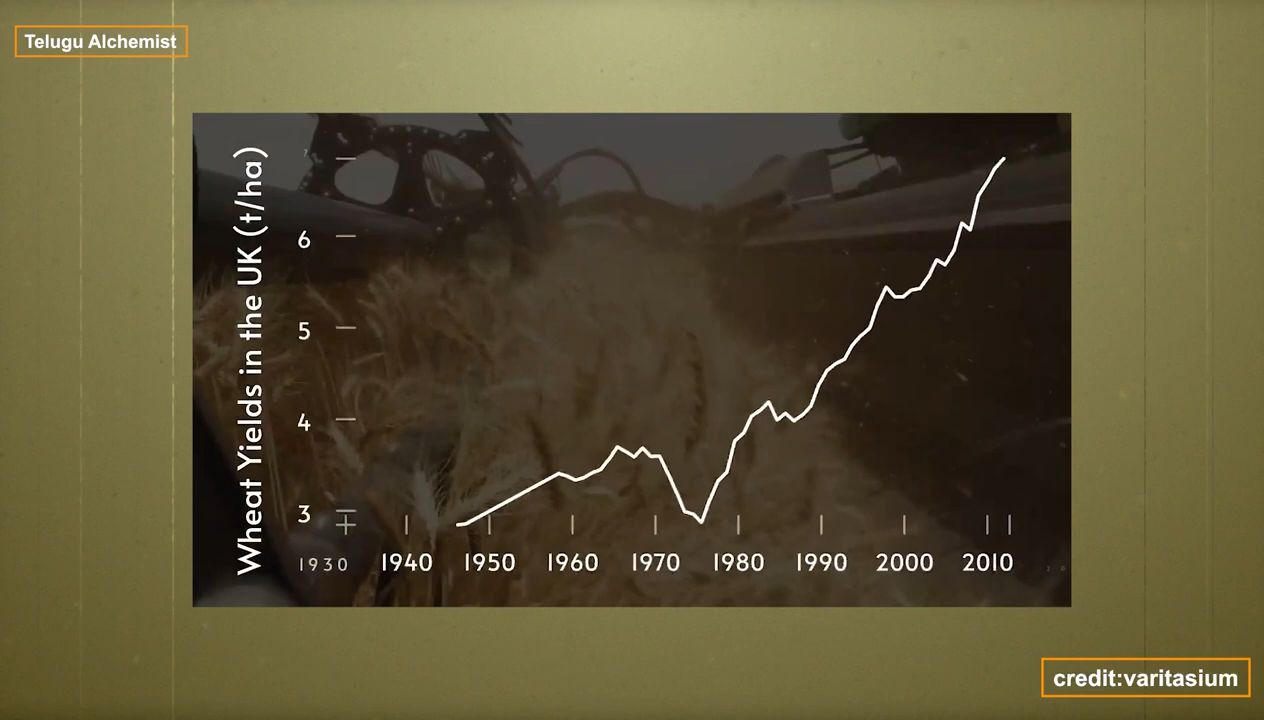 Telugu Alchemist
Wheat Yields in the UK (t/ha)
7
6
5
4
3
1930 1940 1950 1960 1970 1980 1990 2000 2010
credit:varitasium